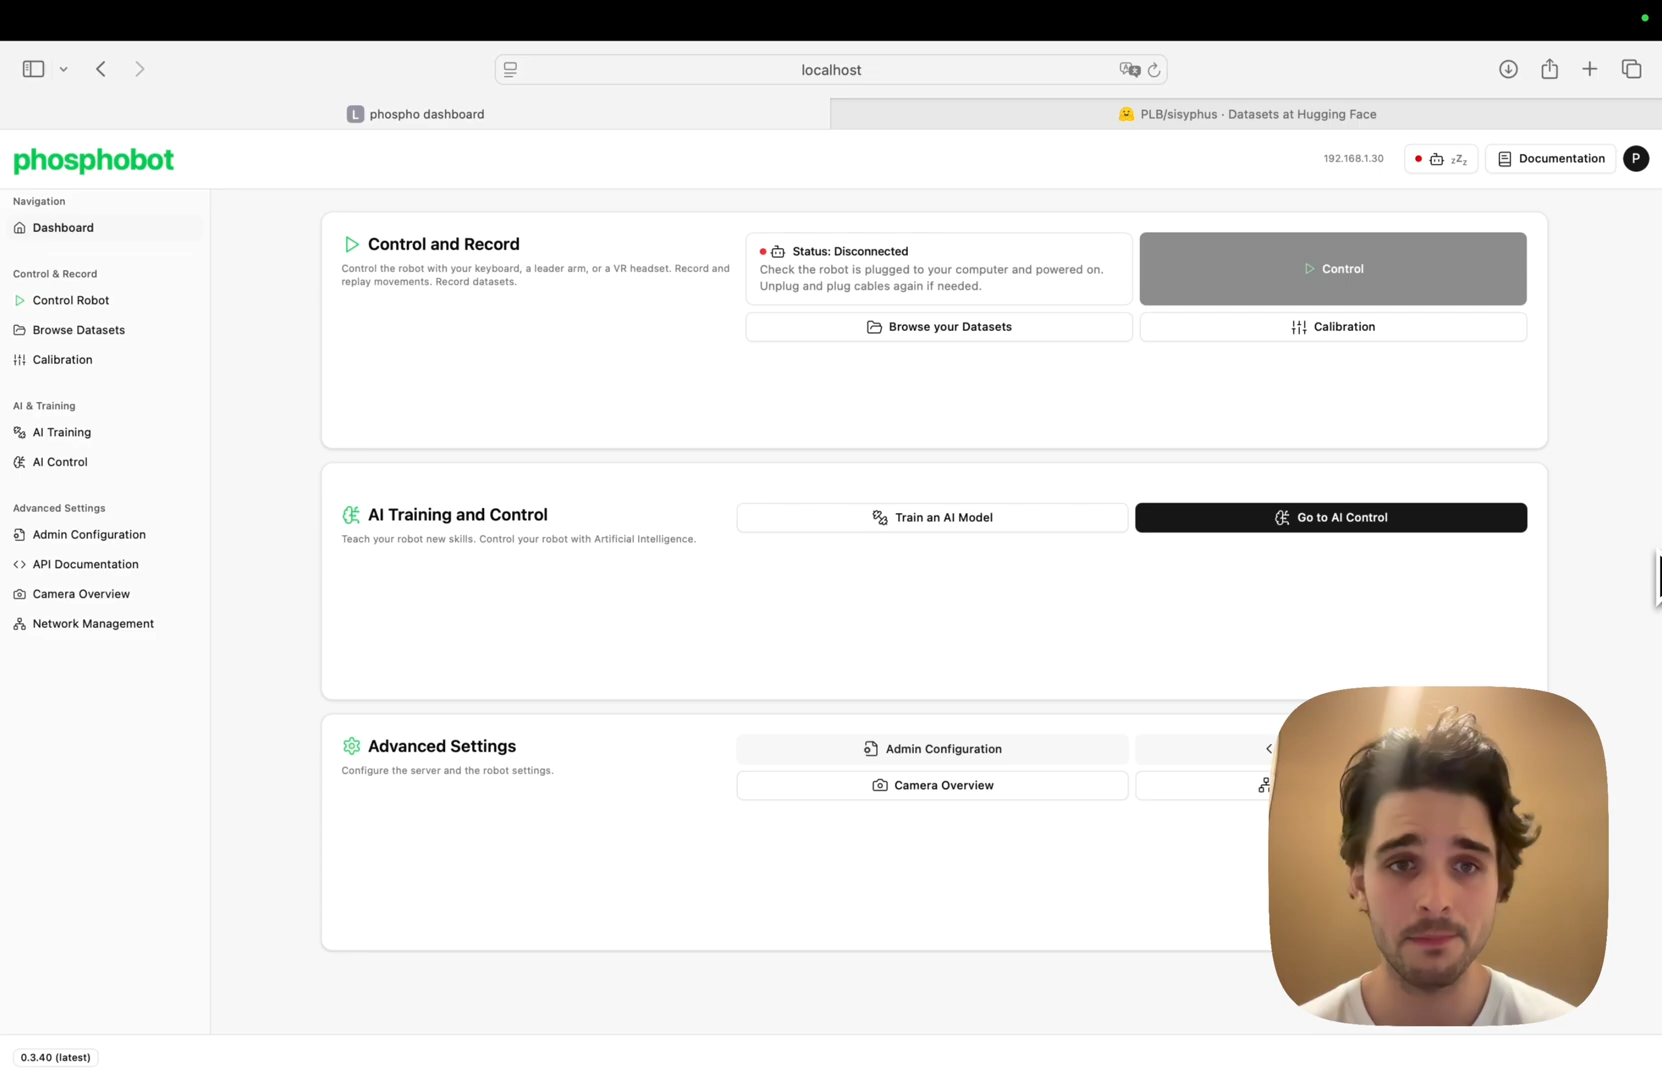 localhost
L phospho dashboard
PLB/sisyphus · Datasets at Hugging Face
phosphobot
192.168.1.30
zZz
Documentation
P
Navigation
Dashboard
Control & Record
Control Robot
Browse Datasets
Calibration
AI & Training
AI Training
AI Control
Advanced Settings
Admin Configuration
API Documentation
Camera Overview
Network Management
Control and Record
Control the robot with your keyboard, a leader arm, or a VR headset. Record and
replay movements. Record datasets.
Status: Disconnected
Check the robot is plugged to your computer and powered on.
Unplug and plug cables again if needed.
Control
Browse your Datasets
Calibration
AI Training and Control
Teach your robot new skills. Control your robot with Artificial Intelligence.
Train an AI Model
Go to AI Control
Advanced Settings
Configure the server and the robot settings.
Admin Configuration
Camera Overview
0.3.40 (latest)